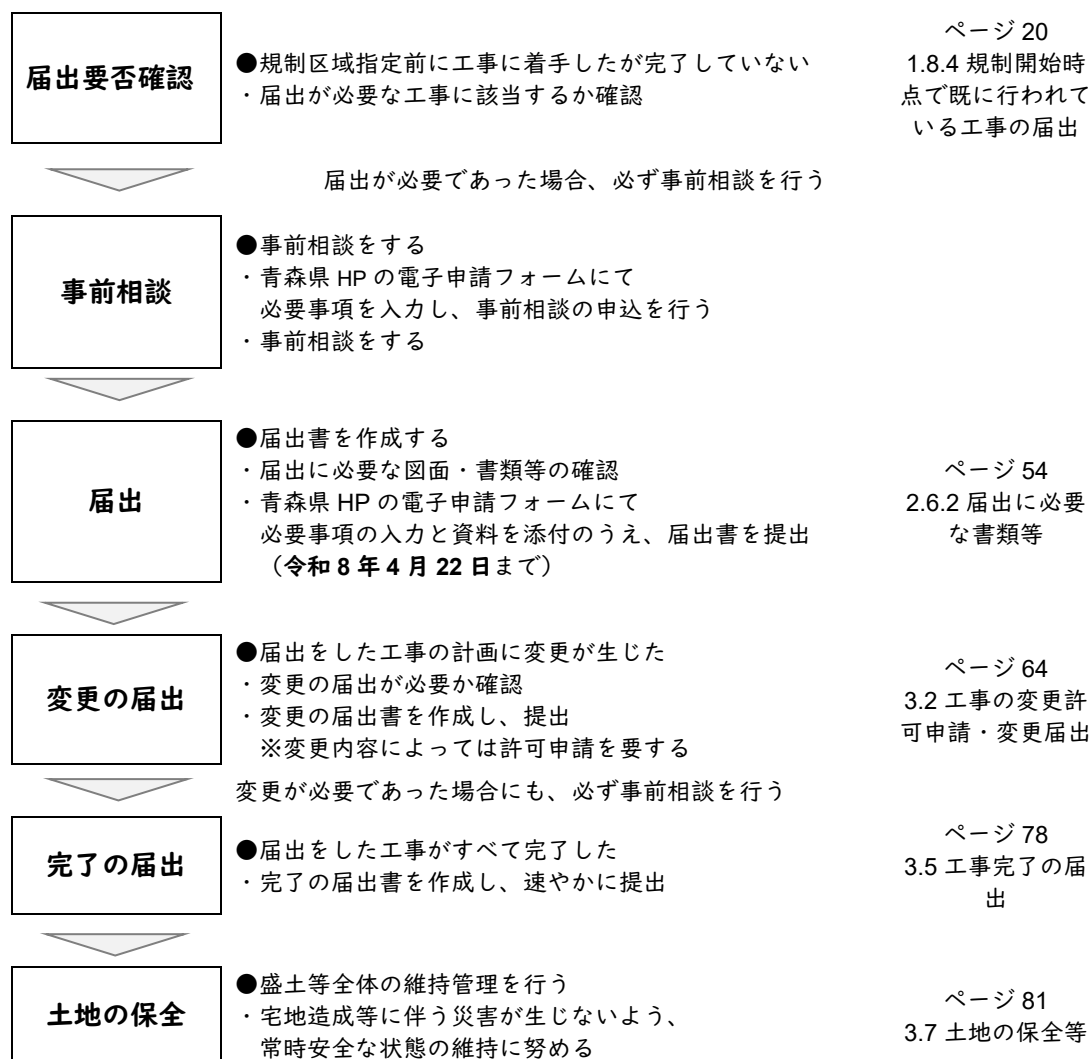 届出要否確認
●規制区域指定前に工事に着手したが完了していない
・届出が必要な工事に該当するか確認
ページ 20
1.8.4 規制開始時
点で既に行われて
いる工事の届出
届出が必要であった場合、必ず事前相談を行う
事前相談
●事前相談をする
・青森県 HP の電子申請フォームにて
必要事項を入力し、事前相談の申込を行う
・事前相談をする
届出
●届出書を作成する
・届出に必要な図面・書類等の確認
・青森県 HP の電子申請フォームにて
必要事項の入力と資料を添付のうえ、届出書を提出
（令和 8 年 4 月 22 日まで）
ページ 54
2.6.2 届出に必要
な書類等
変更の届出
●届出をした工事の計画に変更が生じた
・変更の届出が必要か確認
・変更の届出書を作成し、提出
※変更内容によっては許可申請を要する
ページ 64
3.2 工事の変更許
可申請・変更届出
変更が必要であった場合にも、必ず事前相談を行う
完了の届出
●届出をした工事がすべて完了した
・完了の届出書を作成し、速やかに提出
ページ 78
3.5 工事完了の届
出
土地の保全
●盛土等全体の維持管理を行う
・宅地造成等に伴う災害が生じないよう、
常時安全な状態の維持に努める
ページ 81
3.7 土地の保全等